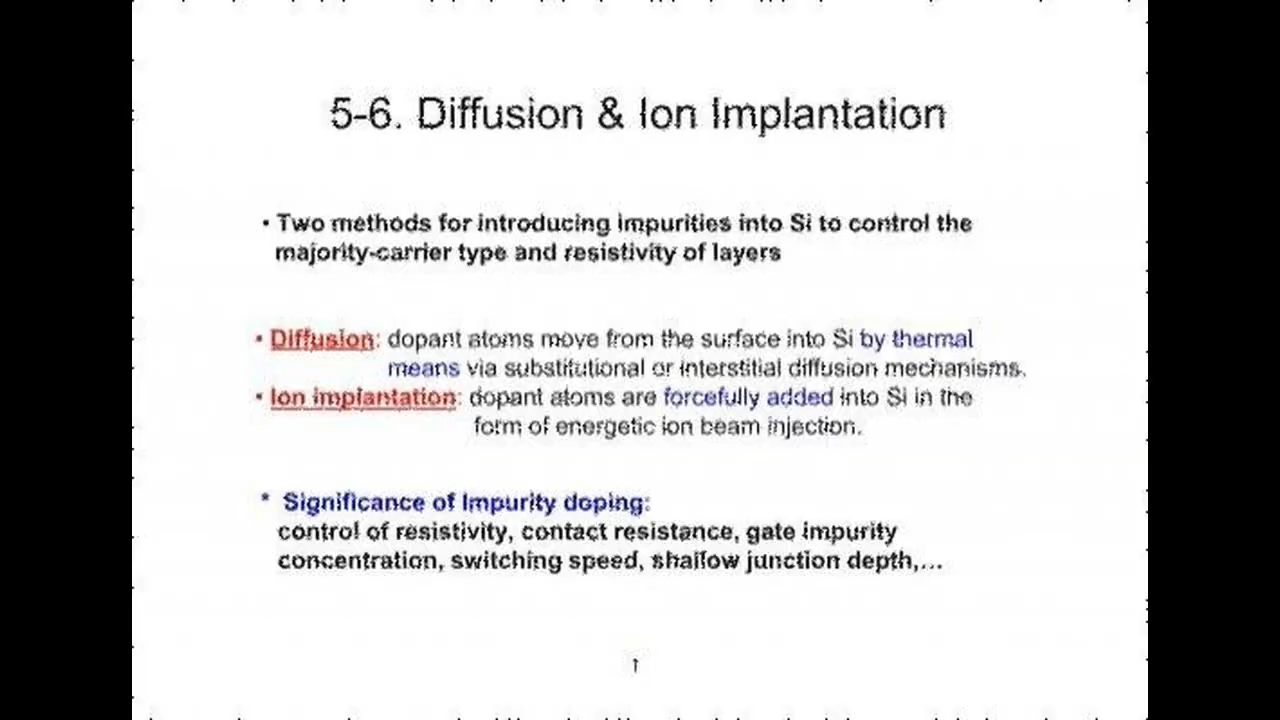 5-6. Diffusion & Ion Implantation
• Two methods for introducing impurities into Si to control the
majority-carrier type and resistivity of layers
• Diffusion: dopant atoms move from the surface into Si by thermal
means via substitutional or interstitial diffusion mechanisms.
• Ion implantation: dopant atoms are forcefully added into Si in the
form of energetic ion beam injection.
* Significance of Impurity doping:
control of resistivity, contact resistance, gate impurity
concentration, switching speed, shallow junction depth,...
1